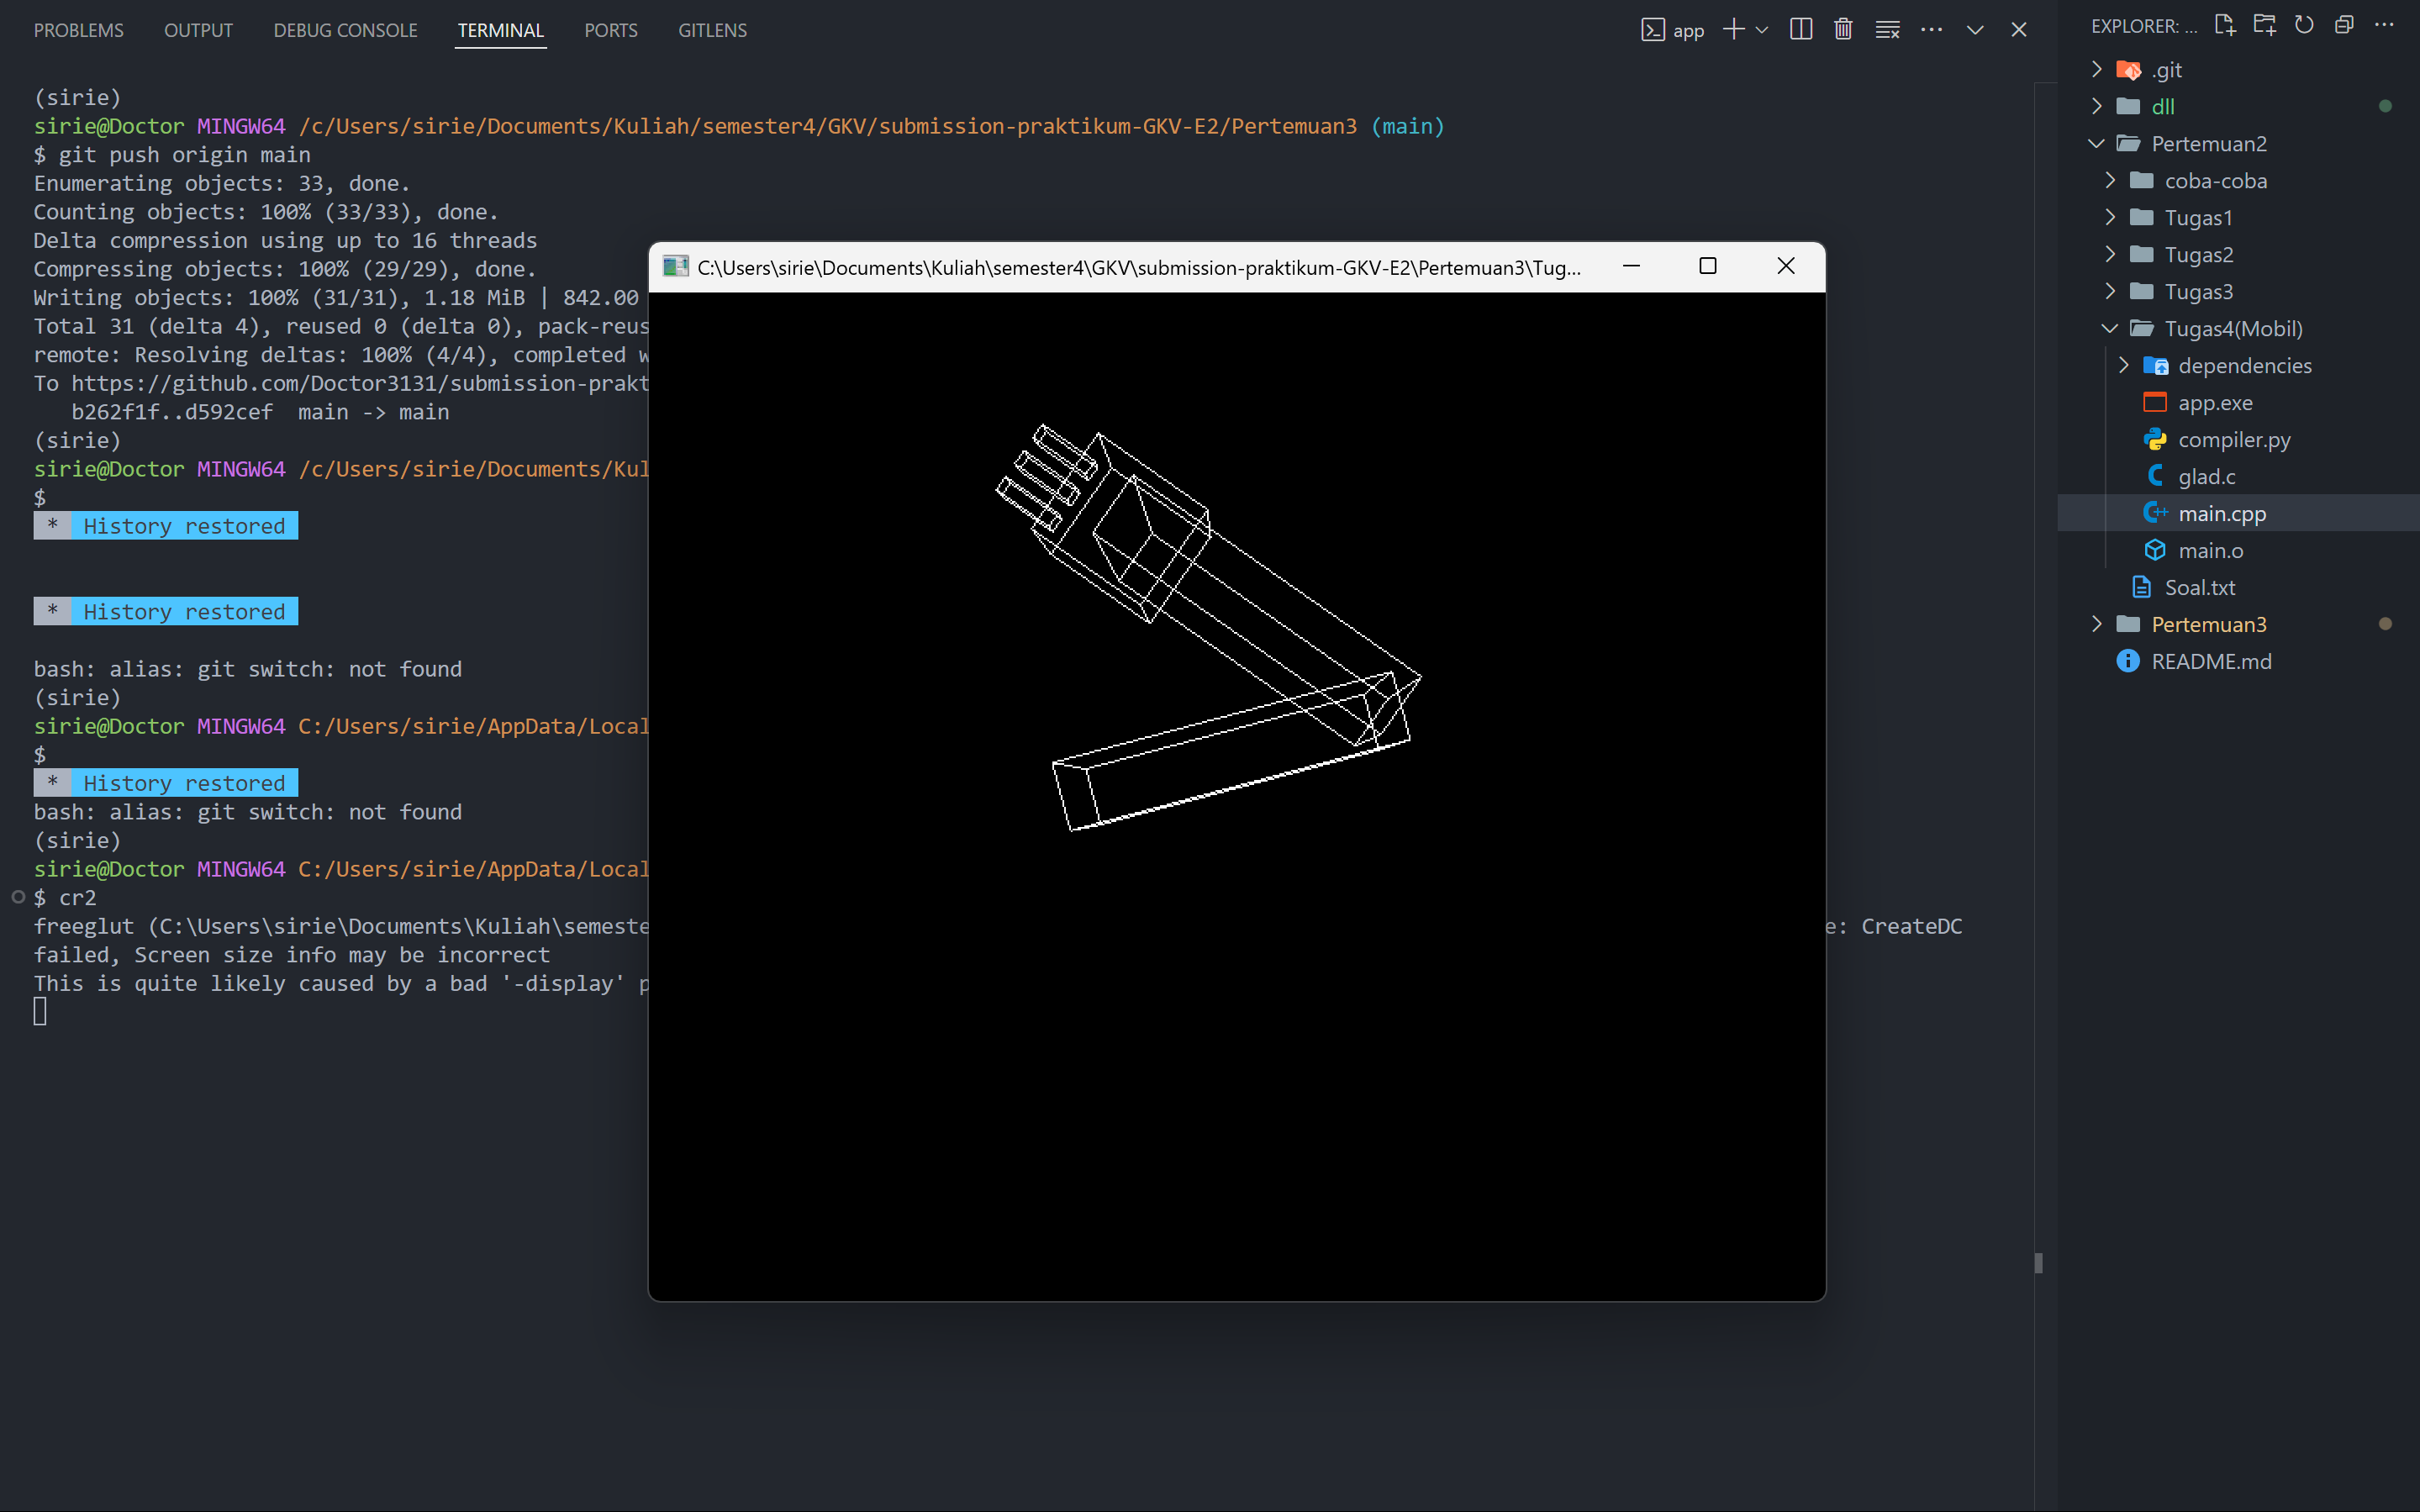 PROBLEMS OUTPUT DEBUG CONSOLE TERMINAL PORTS GITLENS
app
(sirie)
sirie@Doctor MINGW64 /c/Users/sirie/Documents/Kuliah/semester4/GKV/submission-praktikum-GKV-E2/Pertemuan3 (main)
$ git push origin main
Enumerating objects: 33, done.
Counting objects: 100% (33/33), done.
Delta compression using up to 16 threads
Compressing objects: 100% (29/29), done.
Writing objects: 100% (31/31), 1.18 MiB | 842.00
Total 31 (delta 4), reused 0 (delta 0), pack-reus
remote: Resolving deltas: 100% (4/4), completed w
To https://github.com/Doctor3131/submission-prakt
b262f1f..d592cef main -> main
(sirie)
sirie@Doctor MINGW64 /c/Users/sirie/Documents/Kul
$
* History restored
* History restored
bash: alias: git switch: not found
(sirie)
sirie@Doctor MINGW64 C:/Users/sirie/AppData/Local
$
* History restored
bash: alias: git switch: not found
(sirie)
sirie@Doctor MINGW64 C:/Users/sirie/AppData/Local
$ cr2
freeglut (C:\Users\sirie\Documents\Kuliah\semeste
e: CreateDC
failed, Screen size info may be incorrect
This is quite likely caused by a bad '-display' p
C:\Users\sirie\Documents\Kuliah\semester4\GKV\submission-praktikum-GKV-E2\Pertemuan3\Tug...
EXPLORER: ...
.git
dll
Pertemuan2
coba-coba
Tugas1
Tugas2
Tugas3
Tugas4(Mobil)
dependencies
app.exe
compiler.py
glad.c
main.cpp
main.o
Soal.txt
Pertemuan3
README.md